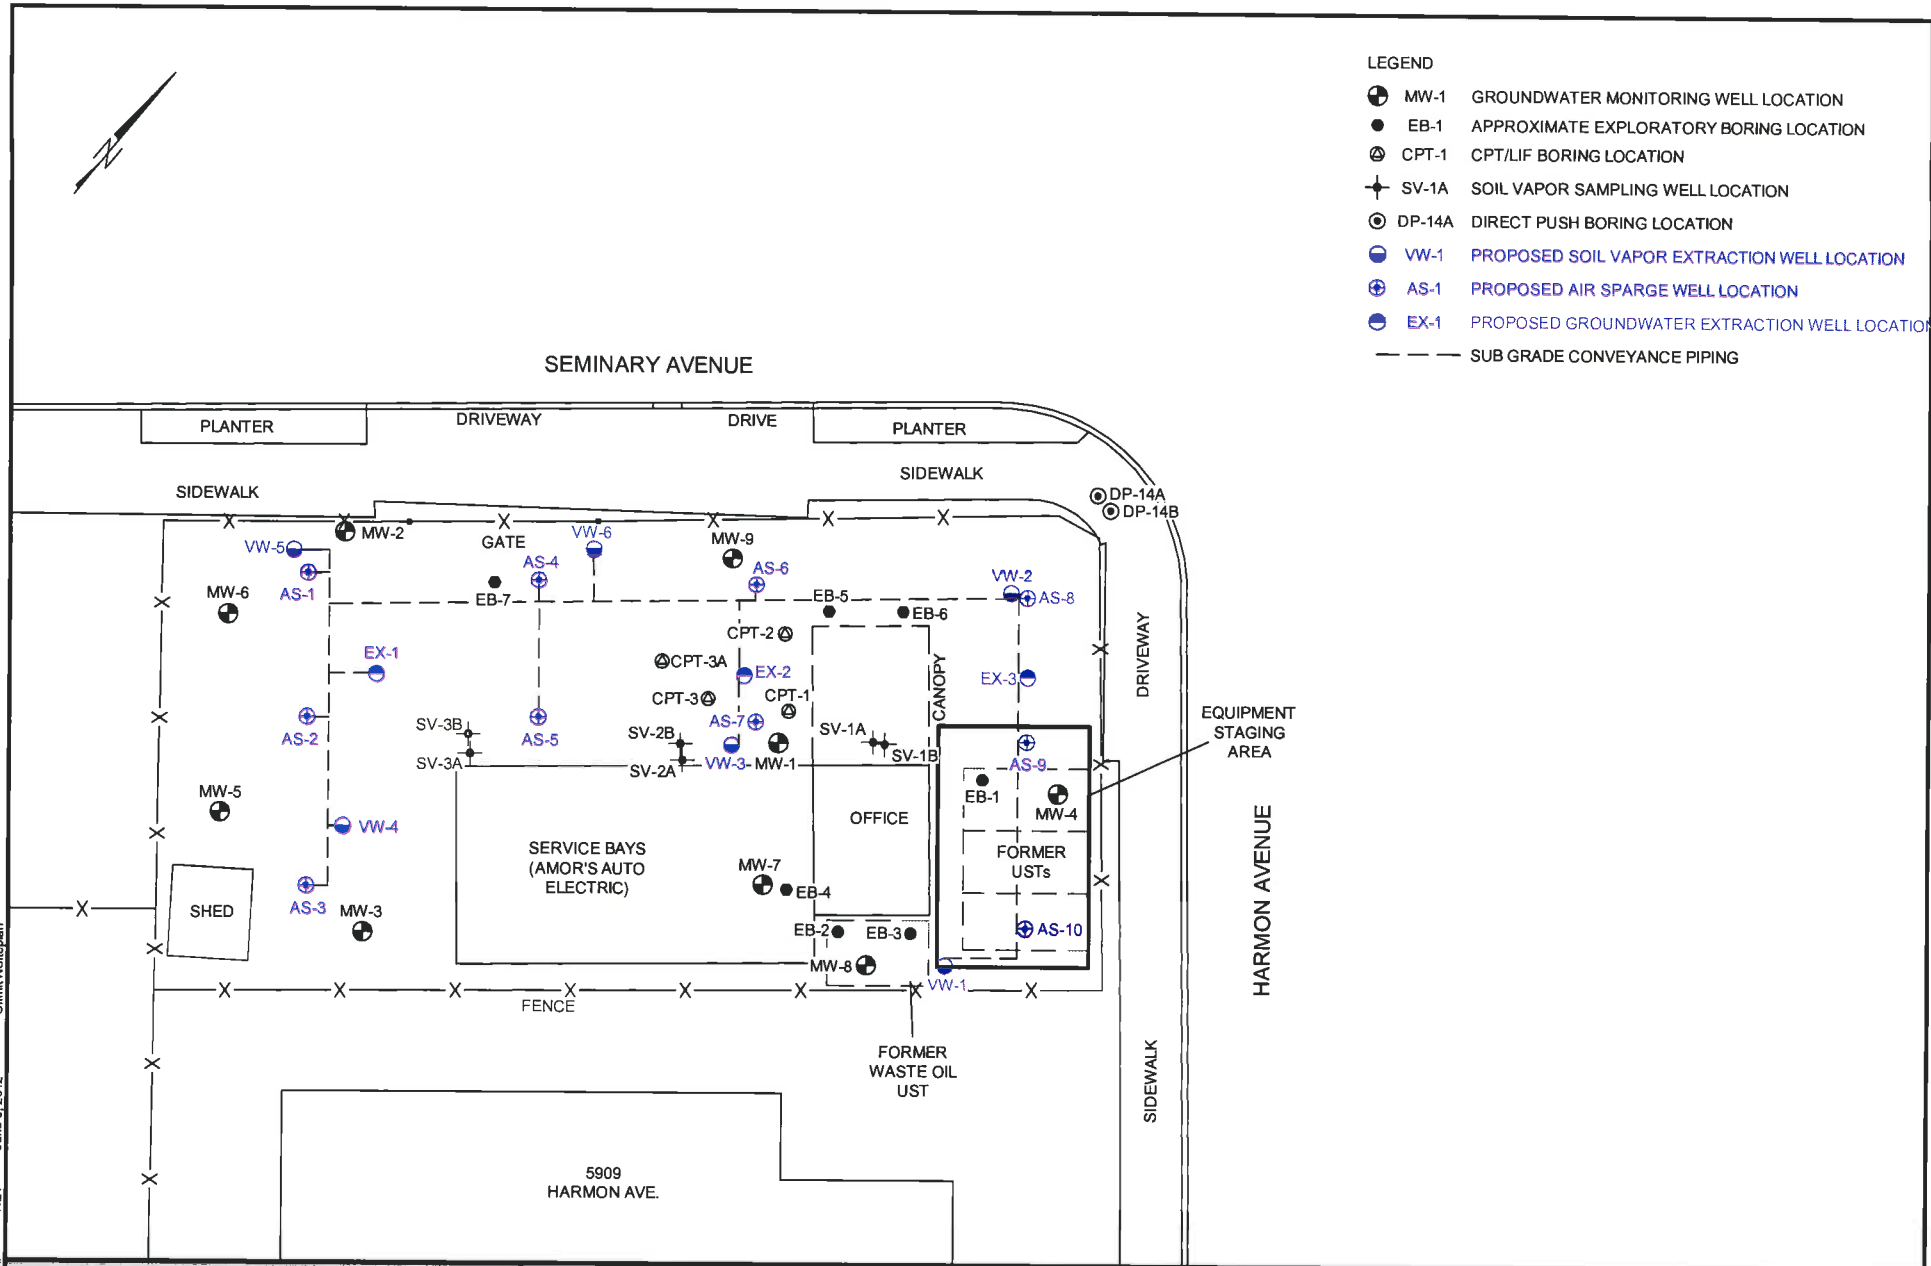 LEGEND
MW-1 GROUNDWATER MONITORING WELL LOCATION
EB-1 APPROXIMATE EXPLORATORY BORING LOCATION
CPT-1 CPT/LIF BORING LOCATION
SV-1A SOIL VAPOR SAMPLING WELL LOCATION
DP-14A DIRECT PUSH BORING LOCATION
VW-1 PROPOSED SOIL VAPOR EXTRACTION WELL LOCATION
AS-1 PROPOSED AIR SPARGE WELL LOCATION
EX-1 PROPOSED GROUNDWATER EXTRACTION WELL LOCATION
SUB GRADE CONVEYANCE PIPING
N
SEMINARY AVENUE
PLANTER
DRIVEWAY
DRIVE
PLANTER
SIDEWALK
SIDEWALK
DP-14A
DP-14B
MW-2
VW-5
GATE
VW-6
MW-9
AS-4
AS-6
VW-2
AS-1
MW-6
EB-7
EB-5
EB-6
AS-8
CPT-2
EX-1
CPT-3A
EX-2
EX-3
CANOPY
DRIVEWAY
CPT-3
CPT-1
AS-7
SV-3B
AS-2
AS-5
SV-2B
SV-1A
SV-1B
SV-3A
SV-2A
VW-3
MW-1
AS-9
EQUIPMENT
STAGING
AREA
MW-5
EB-1
MW-4
VW-4
OFFICE
SERVICE BAYS
(AMOR'S AUTO
ELECTRIC)
FORMER
USTs
MW-7
EB-4
HARMON AVENUE
SHED
AS-3
MW-3
EB-2
EB-3
AS-10
MW-8
VW-1
FENCE
FORMER
WASTE OIL
UST
SIDEWALK
5909
HARMON AVE.